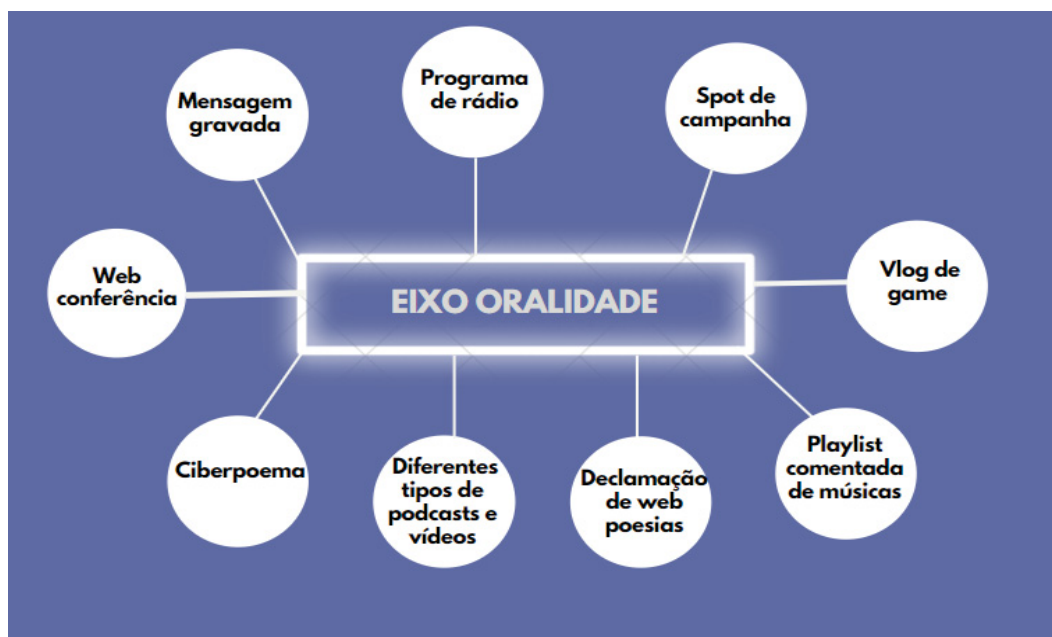 Mensagem
gravada
Programa
de rádio
Spot de
campanha
Web
conferência
EIXO ORALIDADE
Vlog de
game
Ciberpoema
Diferentes
tipos de
podcasts e
vídeos
Declamação
de web
poesias
Playlist
comentada
de músicas